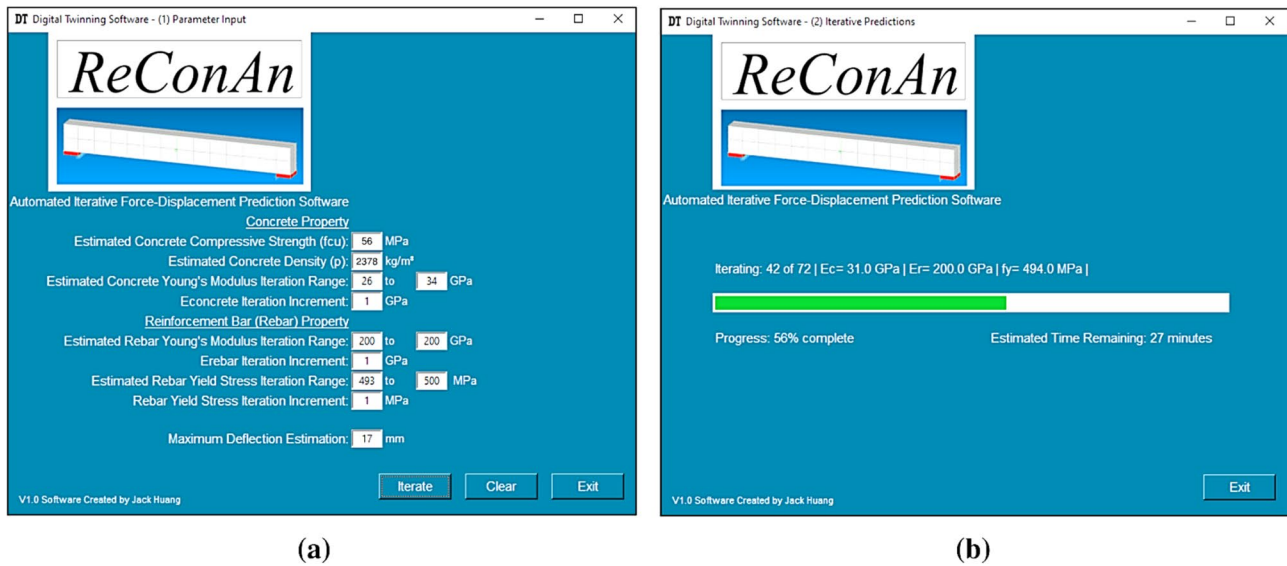 DT Digital Twinning Software - (1) Parameter Input
ReConAn
Automated Iterative Force-Displacement Prediction Software
Concrete Property
Estimated Concrete Compressive Strength (fcu): 56 MPa
Estimated Concrete Density (p): 2378 kg/m³
Estimated Concrete Young's Modulus Iteration Range: 26 to 34 GPa
Econcrete Iteration Increment: 1 GPa
Reinforcement Bar (Rebar) Property
Estimated Rebar Young's Modulus Iteration Range: 200 to 200 GPa
Erebar Iteration Increment: 1 GPa
Estimated Rebar Yield Stress Iteration Range: 493 to 500 MPa
Rebar Yield Stress Iteration Increment: 1 MPa
Maximum Deflection Estimation: 17 mm
Iterate Clear Exit
V1.0 Software Created by Jack Huang
(a)
DT Digital Twinning Software - (2) Iterative Predictions
ReConAn
Automated Iterative Force-Displacement Prediction Software
Iterating: 42 of 72 | Ec= 31.0 GPa | Er= 200.0 GPa | fy= 494.0 MPa |
Progress: 56% complete Estimated Time Remaining: 27 minutes
Exit
V1.0 Software Created by Jack Huang
(b)